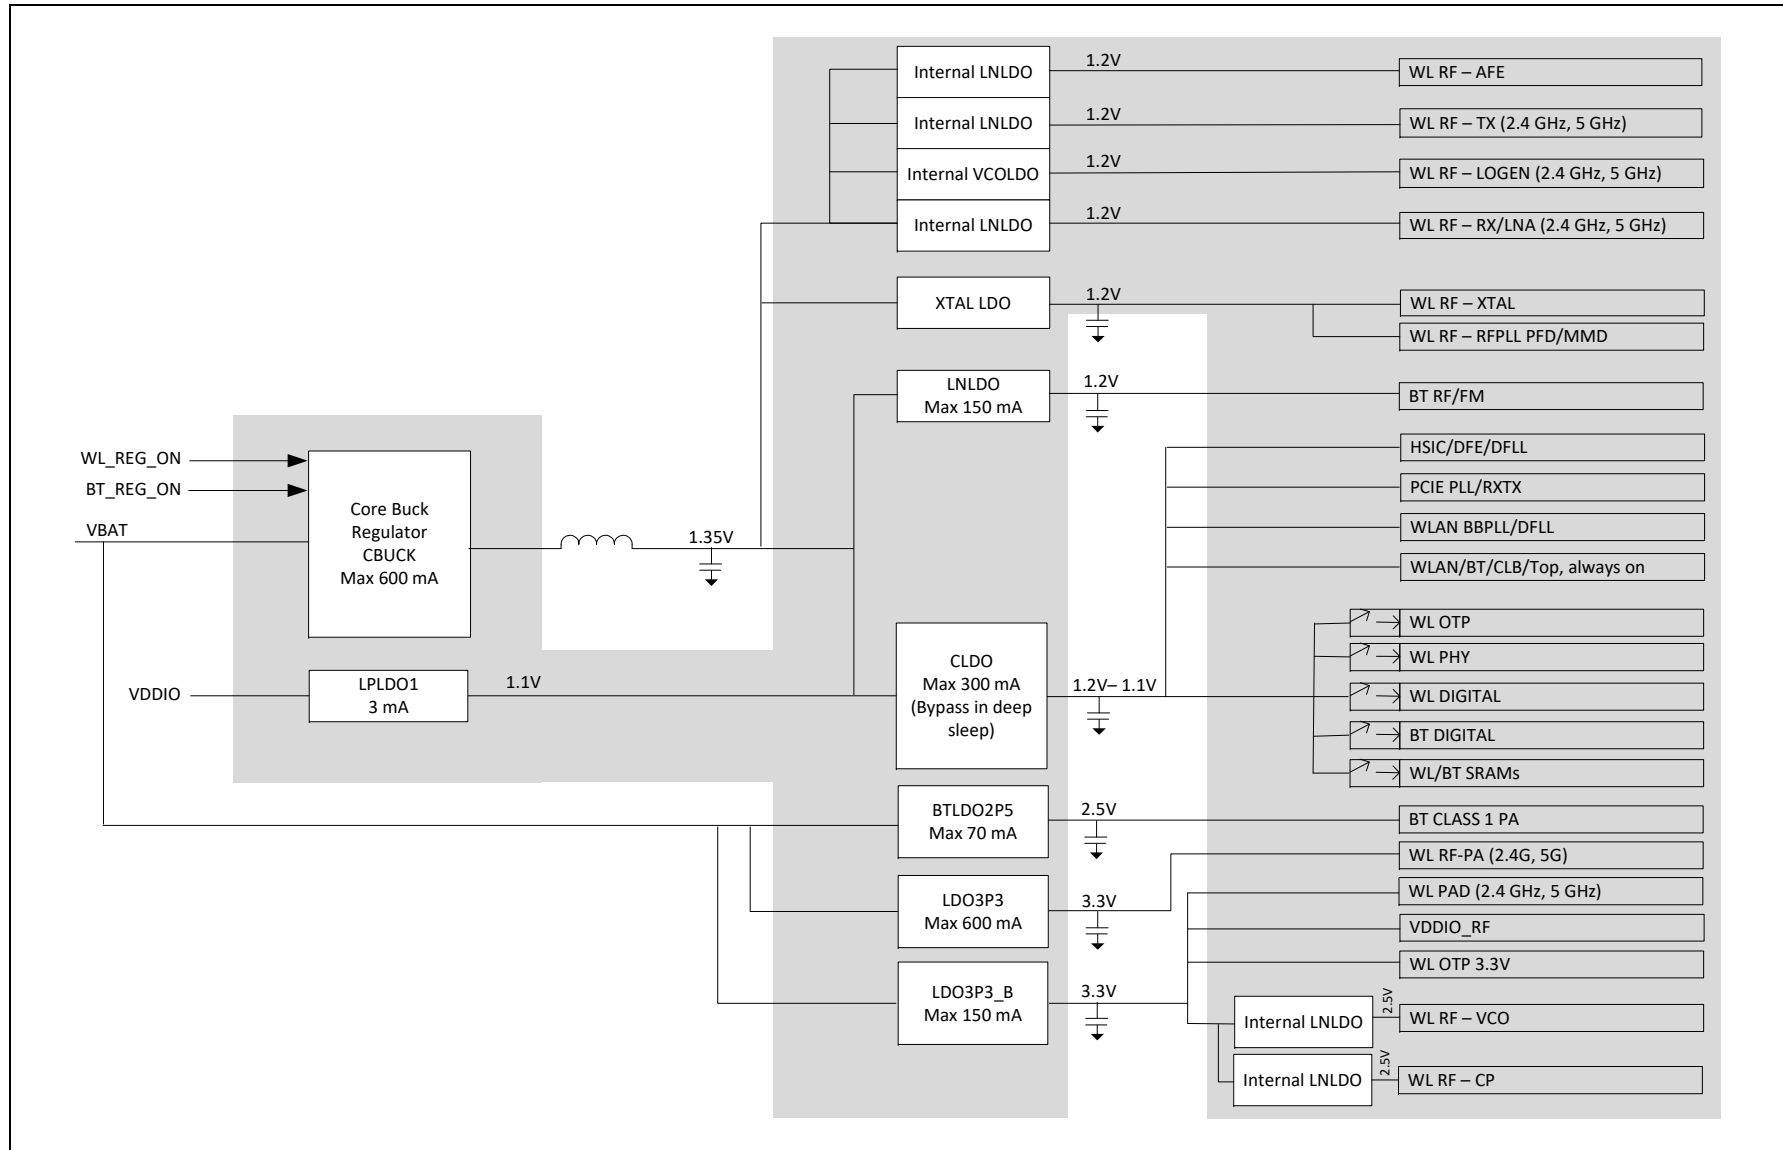 Internal LNLDO
1.2V
WL RF – AFE
Internal LNLDO
1.2V
WL RF – TX (2.4 GHz, 5 GHz)
Internal VCOLDO
1.2V
WL RF – LOGEN (2.4 GHz, 5 GHz)
Internal LNLDO
1.2V
WL RF – RX/LNA (2.4 GHz, 5 GHz)
XTAL LDO
1.2V
WL RF – XTAL
WL RF – RFPLL PFD/MMD
LNLDO
Max 150 mA
1.2V
BT RF/FM
WL_REG_ON
BT_REG_ON
VBAT
Core Buck
Regulator
CBUCK
Max 600 mA
1.35V
HSIC/DFE/DFLL
PCIE PLL/RXTX
WLAN BBPLL/DFLL
WLAN/BT/CLB/Top, always on
VDDIO
LPLDO1
3 mA
1.1V
CLDO
Max 300 mA
(Bypass in deep
sleep)
1.2V– 1.1V
WL OTP
WL PHY
WL DIGITAL
BT DIGITAL
WL/BT SRAMs
BTLDO2P5
Max 70 mA
2.5V
BT CLASS 1 PA
LDO3P3
Max 600 mA
3.3V
WL RF-PA (2.4G, 5G)
LDO3P3_B
Max 150 mA
3.3V
WL PAD (2.4 GHz, 5 GHz)
VDDIO_RF
WL OTP 3.3V
Internal LNLDO
2.5V
WL RF – VCO
Internal LNLDO
2.5V
WL RF – CP